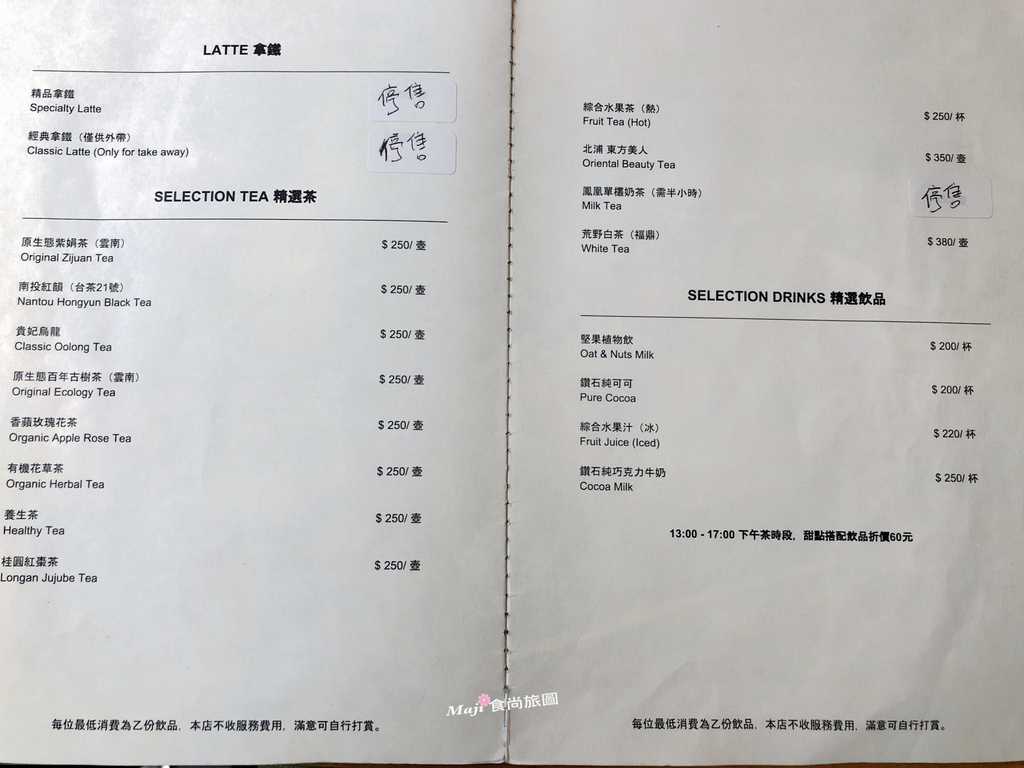 LATTE 拿鐵
精品拿鐵
Specialty Latte
停售
經典拿鐵（僅供外帶）
Classic Latte (Only for take away)
停售
SELECTION TEA 精選茶
原生態紫娟茶（雲南）
Original Zijuan Tea
$ 250/ 壺
南投紅韻（台茶21號）
Nantou Hongyun Black Tea
$ 250/ 壺
貴妃烏龍
Classic Oolong Tea
$ 250/ 壺
原生態百年古樹茶（雲南）
Original Ecology Tea
$ 250/ 壺
香蘋玫瑰花茶
Organic Apple Rose Tea
$ 250/ 壺
有機花草茶
Organic Herbal Tea
$ 250/ 壺
養生茶
Healthy Tea
$ 250/ 壺
桂圓紅棗茶
Longan Jujube Tea
$ 250/ 壺
每位最低消費為乙份飲品，本店不收服務費用，滿意可自行打賞。
綜合水果茶（熱）
Fruit Tea (Hot)
$ 250/ 杯
北浦 東方美人
Oriental Beauty Tea
$ 350/ 壺
鳳凰單欉奶茶（需半小時）
Milk Tea
停售
荒野白茶（福鼎）
White Tea
$ 380/ 壺
SELECTION DRINKS 精選飲品
堅果植物飲
Oat & Nuts Milk
$ 200/ 杯
鑽石純可可
Pure Cocoa
$ 200/ 杯
綜合水果汁（冰）
Fruit Juice (Iced)
$ 220/ 杯
鑽石純巧克力牛奶
Cocoa Milk
$ 250/ 杯
13:00 - 17:00 下午茶時段，甜點搭配飲品折價60元
每位最低消費為乙份飲品，本店不收服務費用，滿意可自行打賞。
Maji 食尚旅圖